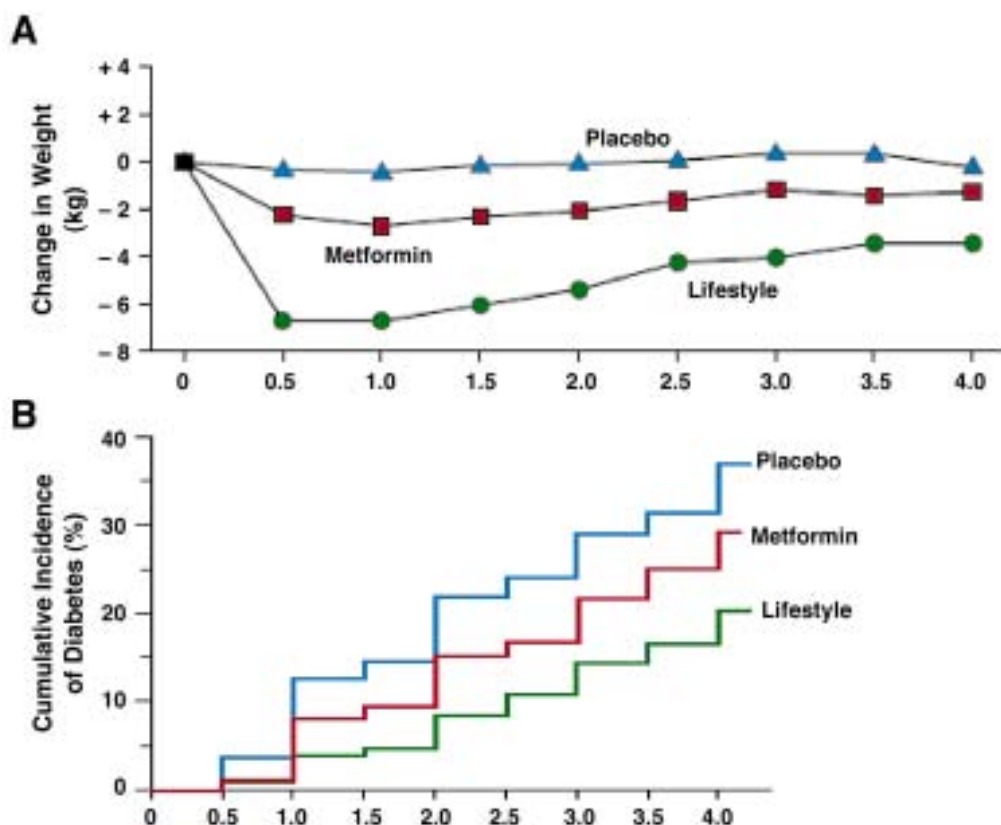 A
+ 4
+ 2
0
– 2
– 4
– 6
– 8
Change in Weight
(kg)
Placebo
Metformin
Lifestyle
0 0.5 1.0 1.5 2.0 2.5 3.0 3.5 4.0
B
40
30
20
10
0
Cumulative Incidence
of Diabetes (%)
Placebo
Metformin
Lifestyle
0 0.5 1.0 1.5 2.0 2.5 3.0 3.5 4.0